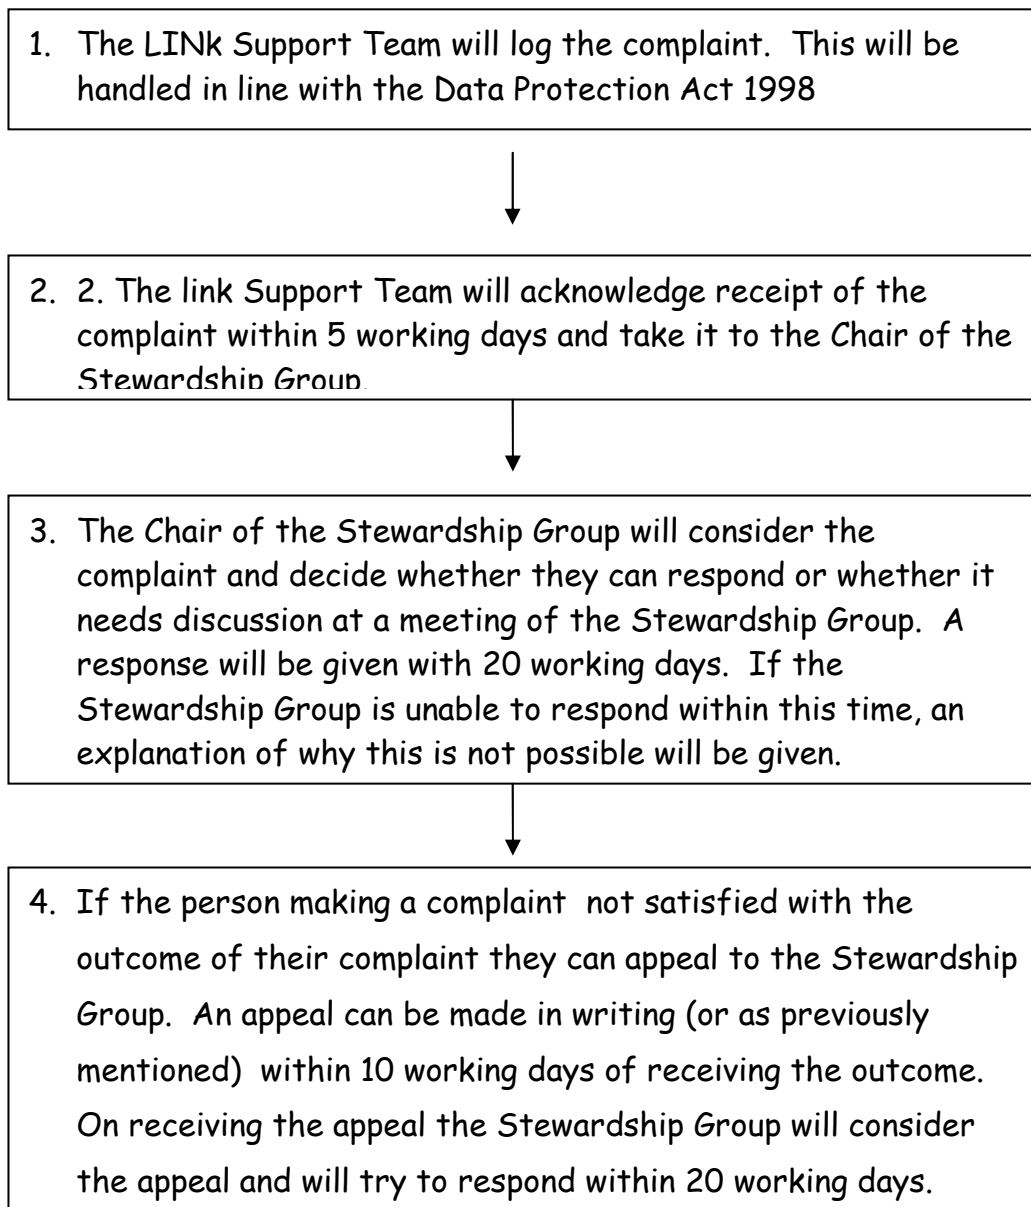 1. The LINk Support Team will log the complaint. This will be
handled in line with the Data Protection Act 1998
2. 2. The link Support Team will acknowledge receipt of the
complaint within 5 working days and take it to the Chair of the
Stewardship Group.
3. The Chair of the Stewardship Group will consider the
complaint and decide whether they can respond or whether it
needs discussion at a meeting of the Stewardship Group. A
response will be given with 20 working days. If the
Stewardship Group is unable to respond within this time, an
explanation of why this is not possible will be given.
4. If the person making a complaint not satisfied with the
outcome of their complaint they can appeal to the Stewardship
Group. An appeal can be made in writing (or as previously
mentioned) within 10 working days of receiving the outcome.
On receiving the appeal the Stewardship Group will consider
the appeal and will try to respond within 20 working days.